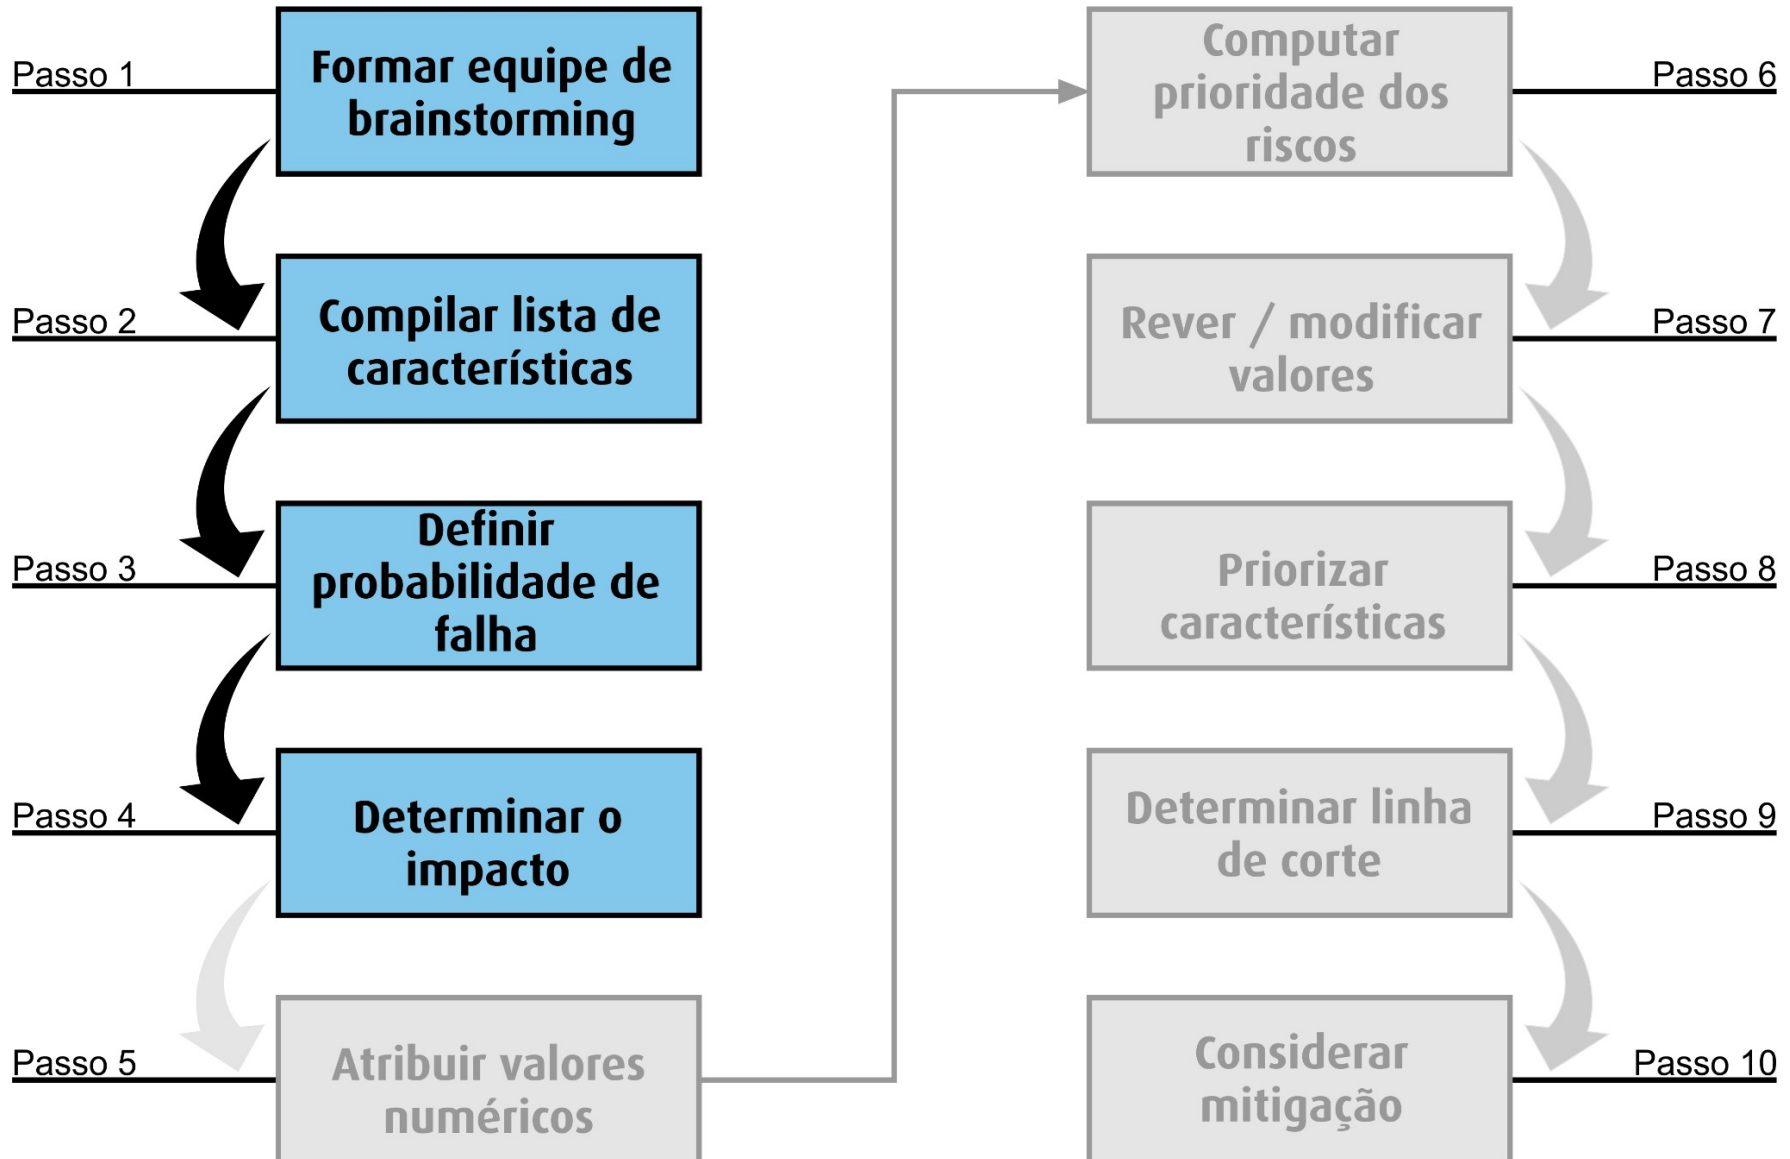 Passo 1
Formar equipe de
brainstorming
Passo 2
Compilar lista de
características
Passo 3
Definir
probabilidade de
falha
Passo 4
Determinar o
impacto
Passo 5
Atribuir valores
numéricos
Computar
prioridade dos
riscos
Passo 6
Rever / modificar
valores
Passo 7
Priorizar
características
Passo 8
Determinar linha
de corte
Passo 9
Considerar
mitigação
Passo 10